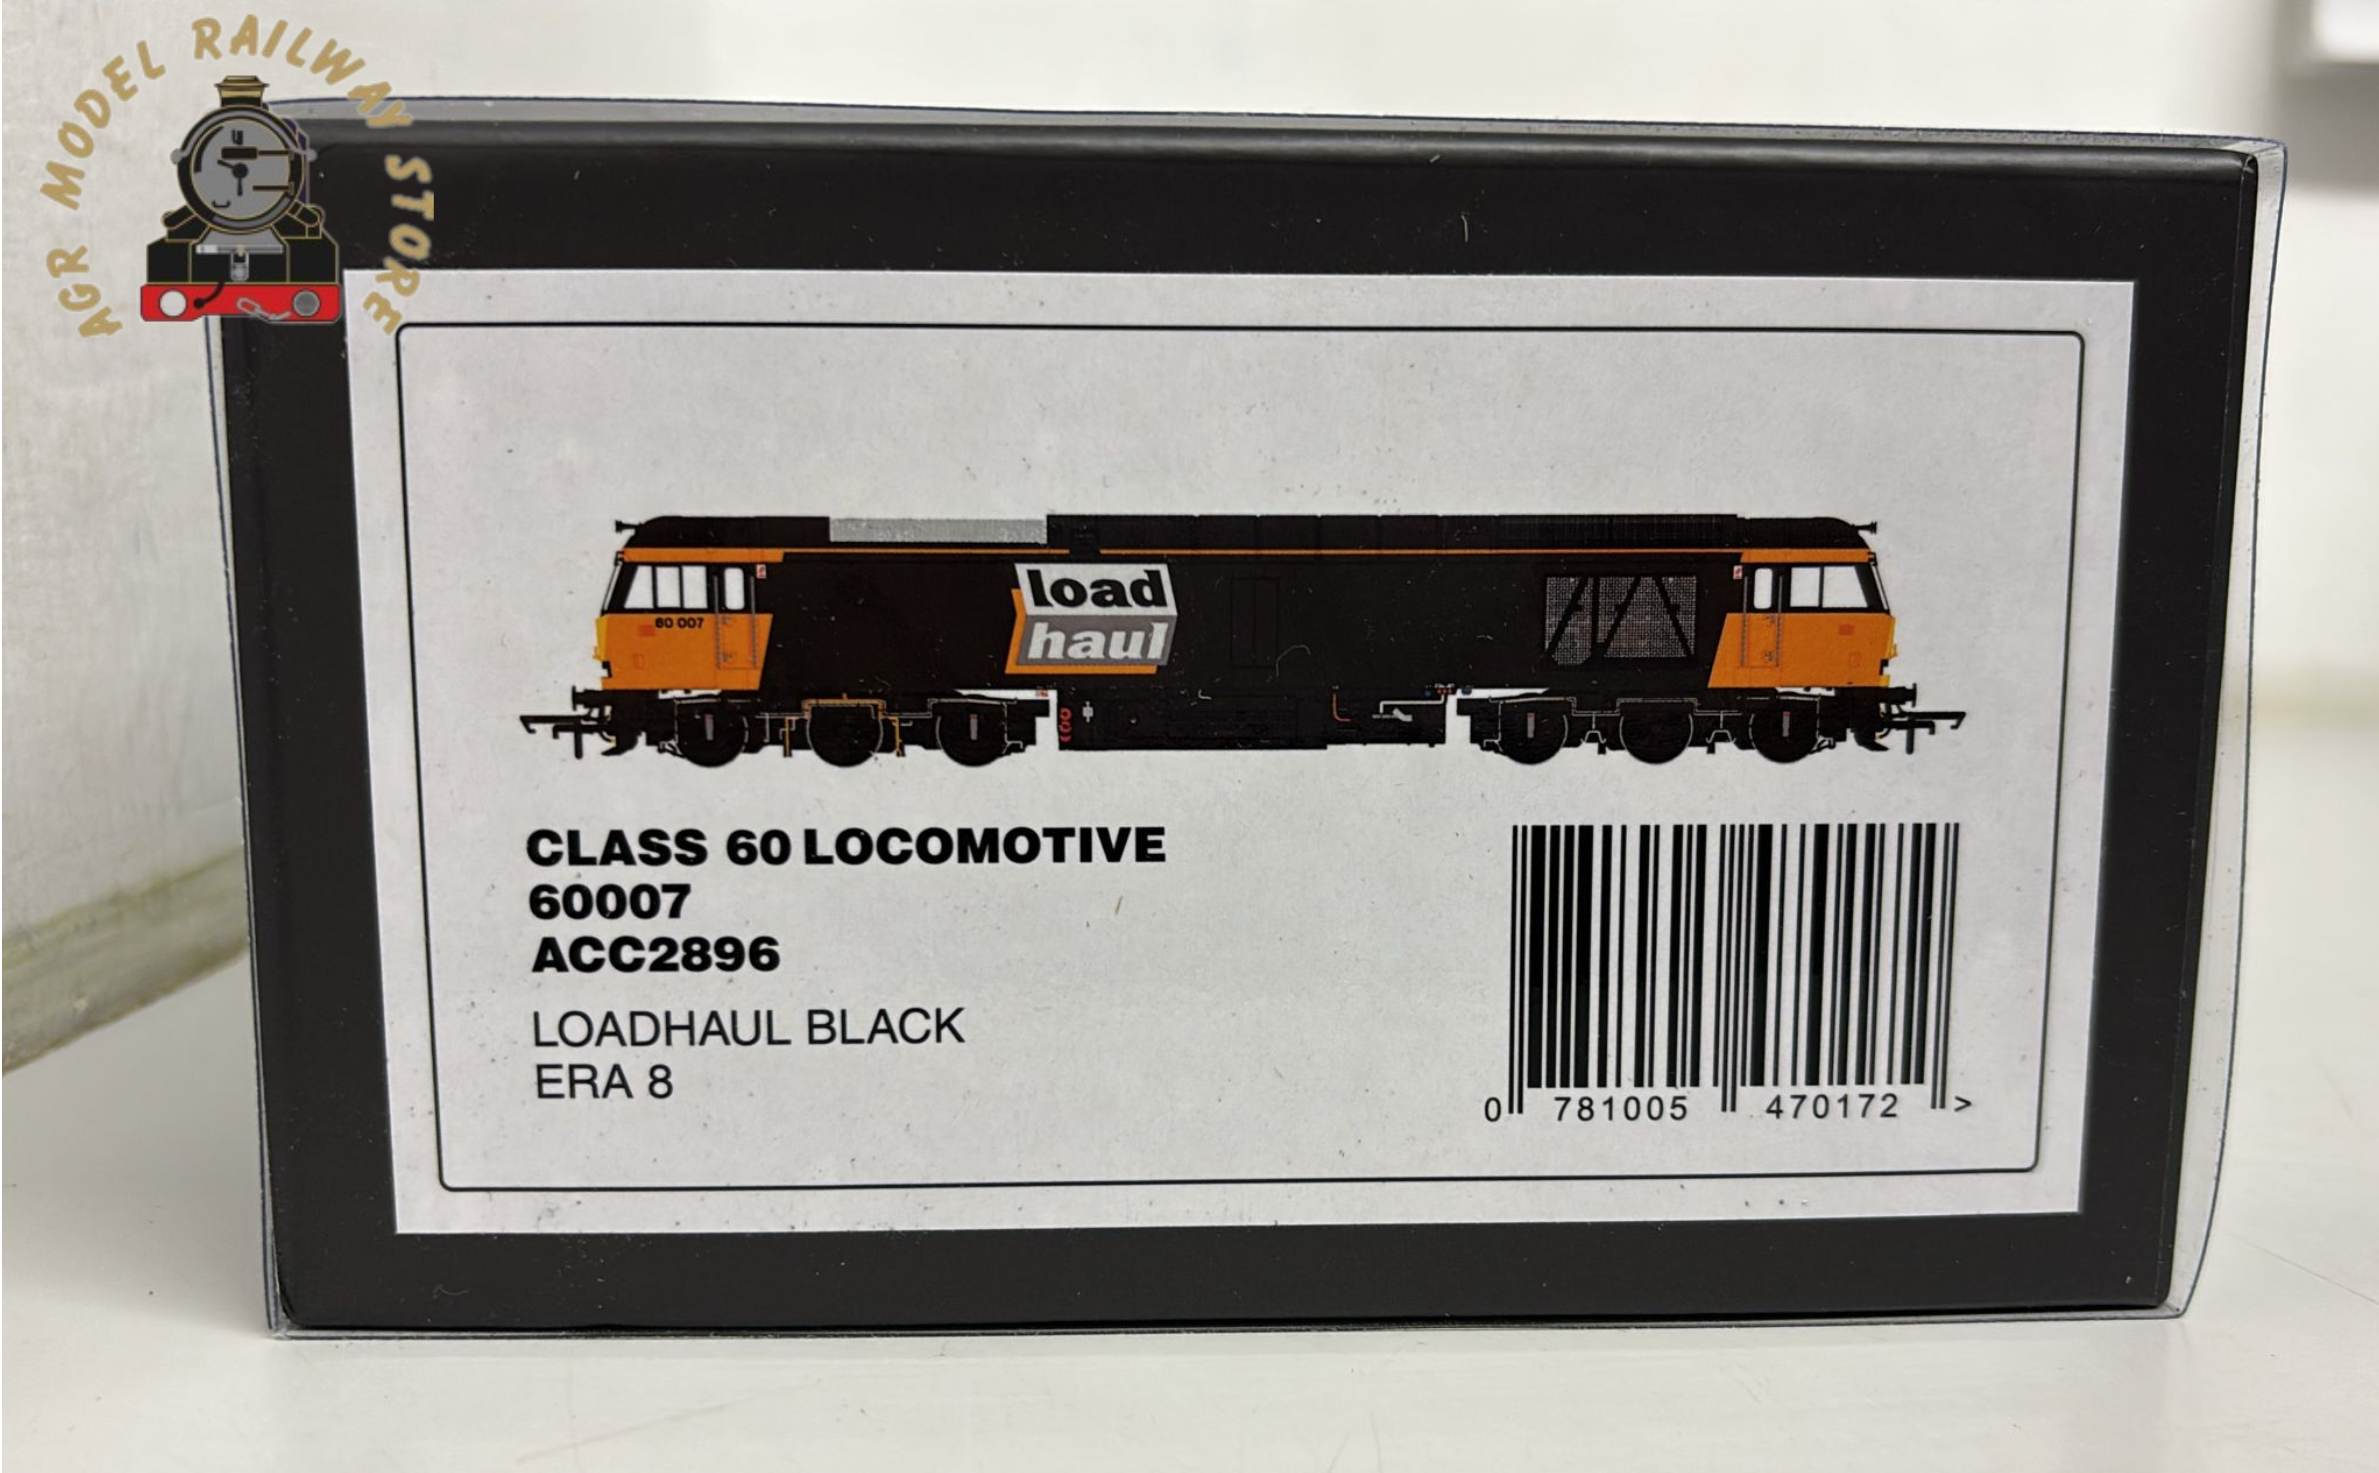 AGR MODEL RAILWAY STORE
load
haul
60 007
CLASS 60 LOCOMOTIVE
60007
ACC2896
LOADHAUL BLACK
ERA 8
0 781005 470172 >